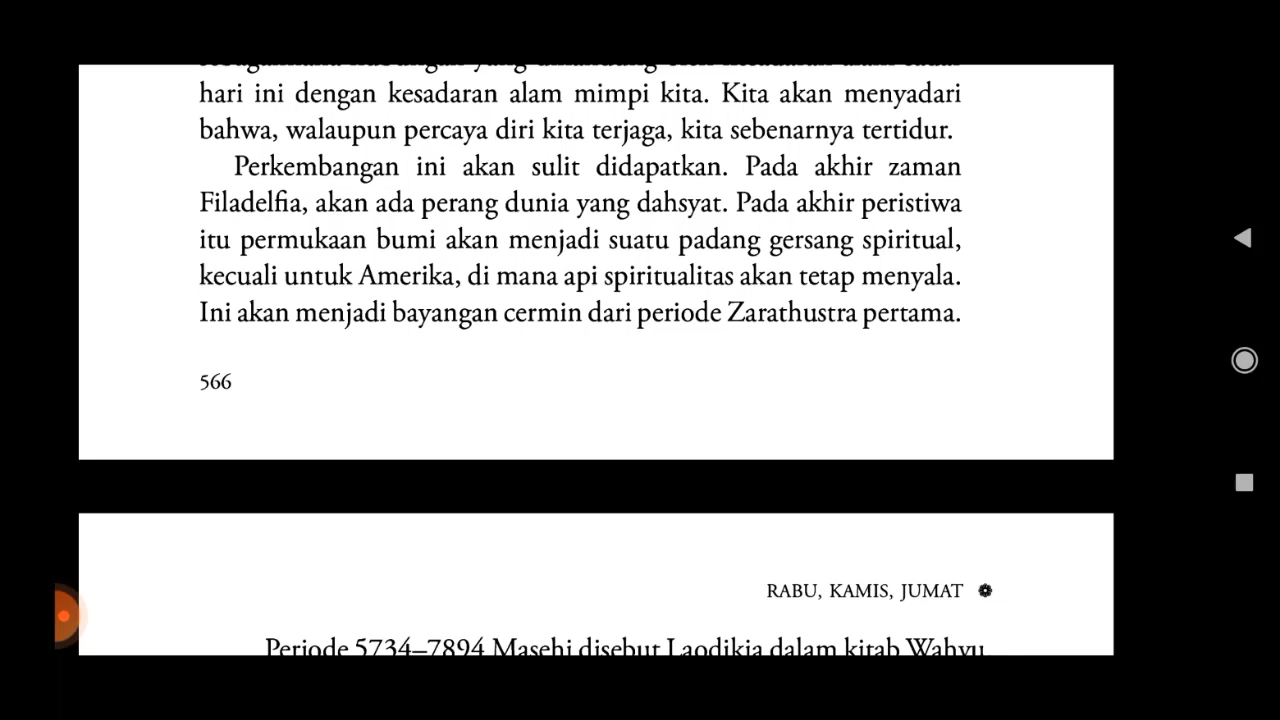 hari ini dengan kesadaran alam mimpi kita. Kita akan menyadari
bahwa, walaupun percaya diri kita terjaga, kita sebenarnya tertidur.
Perkembangan ini akan sulit didapatkan. Pada akhir zaman
Filadelfia, akan ada perang dunia yang dahsyat. Pada akhir peristiwa
itu permukaan bumi akan menjadi suatu padang gersang spiritual,
kecuali untuk Amerika, di mana api spiritualitas akan tetap menyala.
Ini akan menjadi bayangan cermin dari periode Zarathustra pertama.
566
RABU, KAMIS, JUMAT
Periode 5734–7894 Masehi disebut Laodikia dalam kitab Wahyu